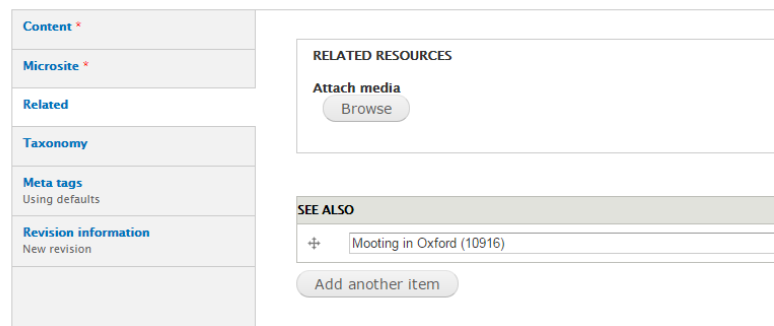 Content *
Microsite *
Related
Taxonomy
Meta tags
Using defaults
Revision information
New revision
RELATED RESOURCES
Attach media
Browse
SEE ALSO
Mooting in Oxford (10916)
Add another item